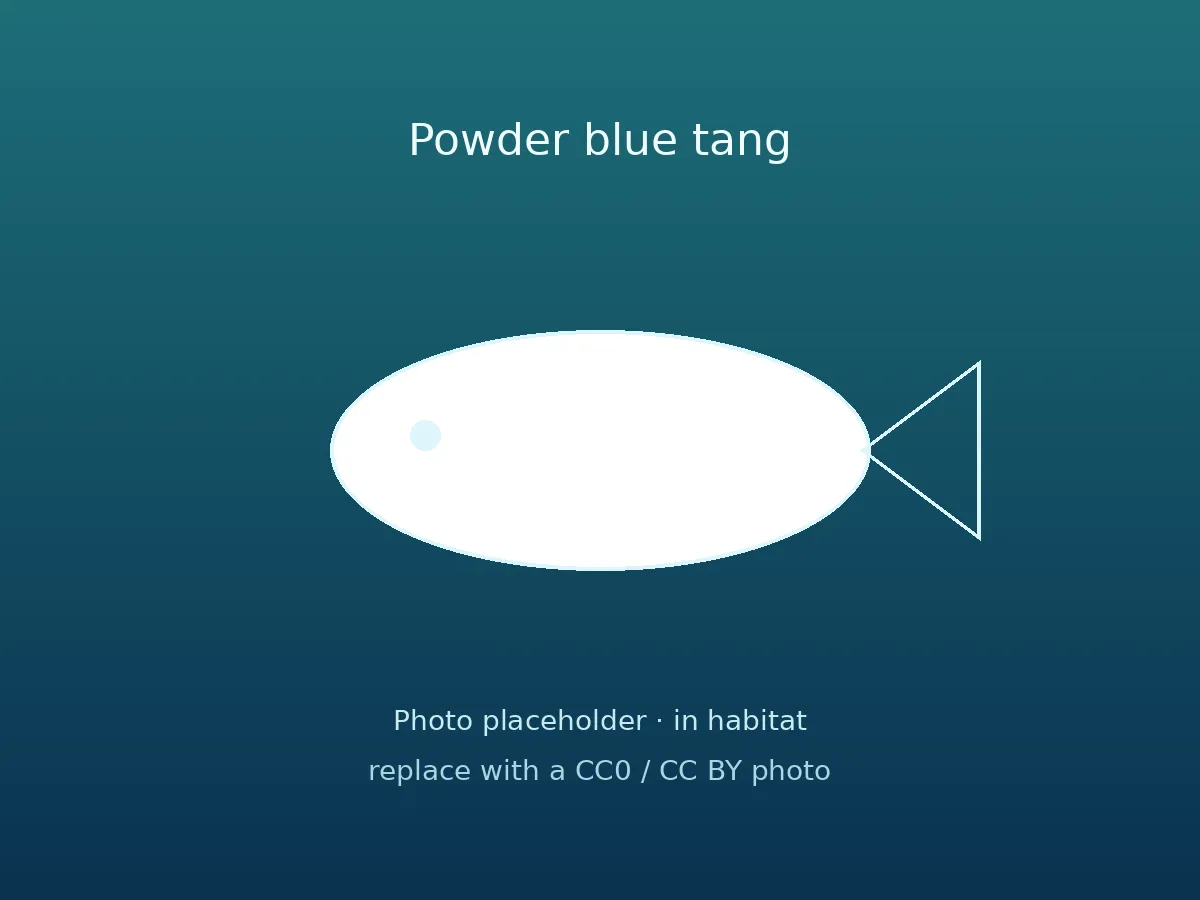 Powder blue tang
Photo placeholder · in habitat
replace with a CC0 / CC BY photo